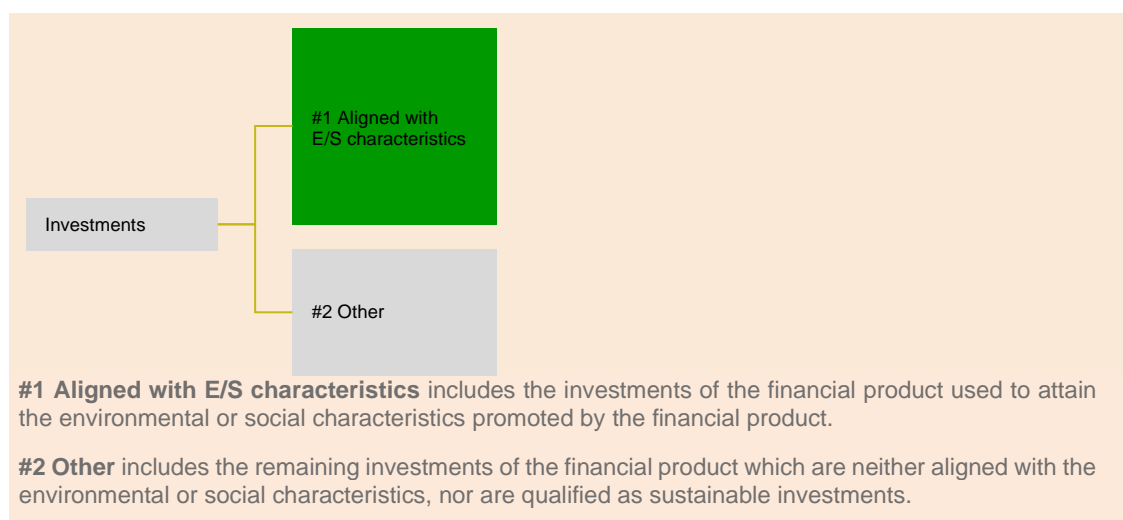 #1 Aligned with
E/S characteristics
Investments
#2 Other
#1 Aligned with E/S characteristics includes the investments of the financial product used to attain
the environmental or social characteristics promoted by the financial product.
#2 Other includes the remaining investments of the financial product which are neither aligned with the
environmental or social characteristics, nor are qualified as sustainable investments.